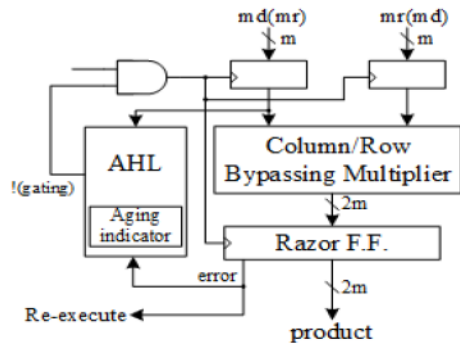 md(mr)
mr(md)
m
m
AHL
Column/Row
Bypassing Multiplier
!(gating)
Aging
indicator
2m
Razor F.F.
error
2m
Re-execute
product